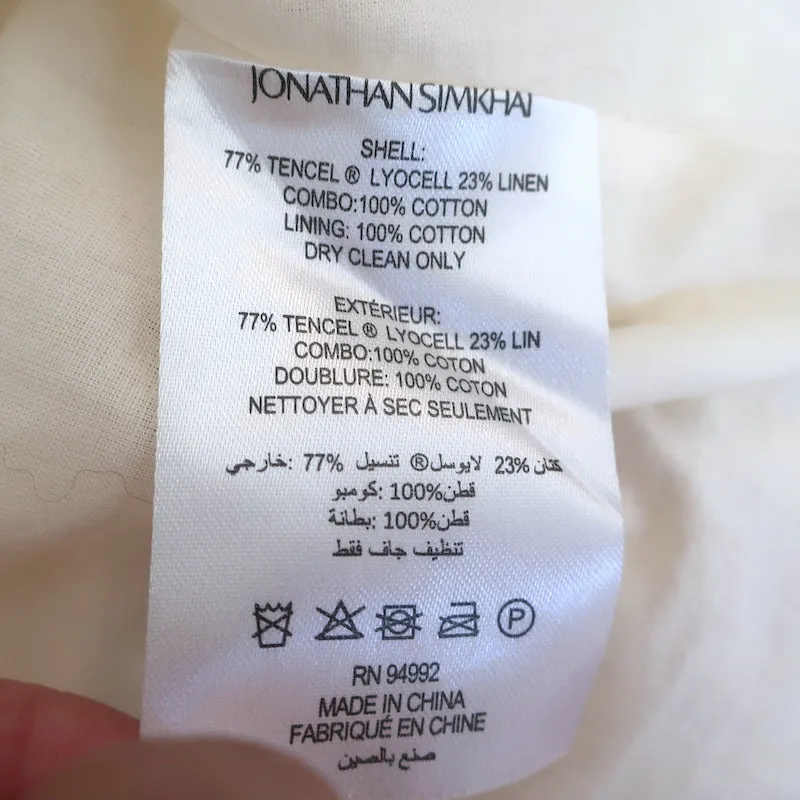 JONATHAN SIMKHAI
SHELL:
77% TENCEL ® LYOCELL 23% LINEN
COMBO:100% COTTON
LINING: 100% COTTON
DRY CLEAN ONLY
EXTÉRIEUR:
77% TENCEL ® LYOCELL 23% LIN
COMBO:100% COTON
DOUBLURE: 100% COTON
NETTOYER À SEC SEULEMENT
خارجي: 77% تنسيل ®لايوسل 23% كتان
كومبو: 100%قطن
بطانة: 100%قطن
تنظيف جاف فقط
P
RN 94992
MADE IN CHINA
FABRIQUÉ EN CHINE
صنع بالصين